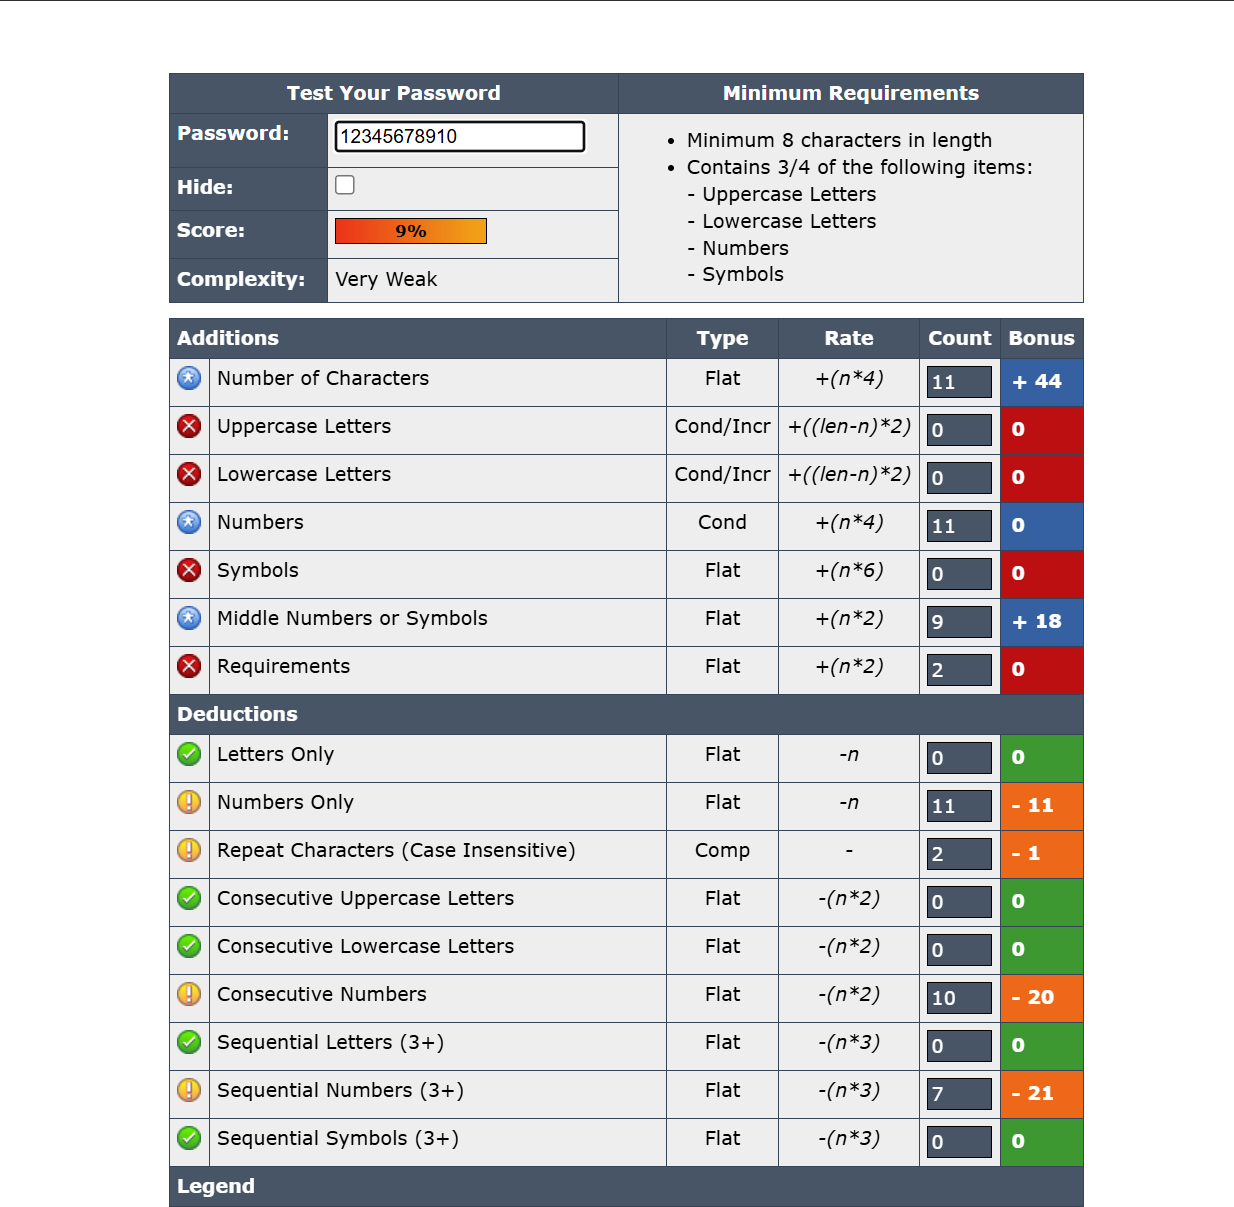 Test Your Password
Minimum Requirements
Password: 12345678910
Hide:
Score: 9%
Complexity: Very Weak
• Minimum 8 characters in length
• Contains 3/4 of the following items:
- Uppercase Letters
- Lowercase Letters
- Numbers
- Symbols
Additions Type Rate Count Bonus
Number of Characters Flat +(n*4) 11 + 44
Uppercase Letters Cond/Incr +((len-n)*2) 0 0
Lowercase Letters Cond/Incr +((len-n)*2) 0 0
Numbers Cond +(n*4) 11 0
Symbols Flat +(n*6) 0 0
Middle Numbers or Symbols Flat +(n*2) 9 + 18
Requirements Flat +(n*2) 2 0
Deductions
Letters Only Flat -n 0 0
Numbers Only Flat -n 11 - 11
Repeat Characters (Case Insensitive) Comp - 2 - 1
Consecutive Uppercase Letters Flat -(n*2) 0 0
Consecutive Lowercase Letters Flat -(n*2) 0 0
Consecutive Numbers Flat -(n*2) 10 - 20
Sequential Letters (3+) Flat -(n*3) 0 0
Sequential Numbers (3+) Flat -(n*3) 7 - 21
Sequential Symbols (3+) Flat -(n*3) 0 0
Legend